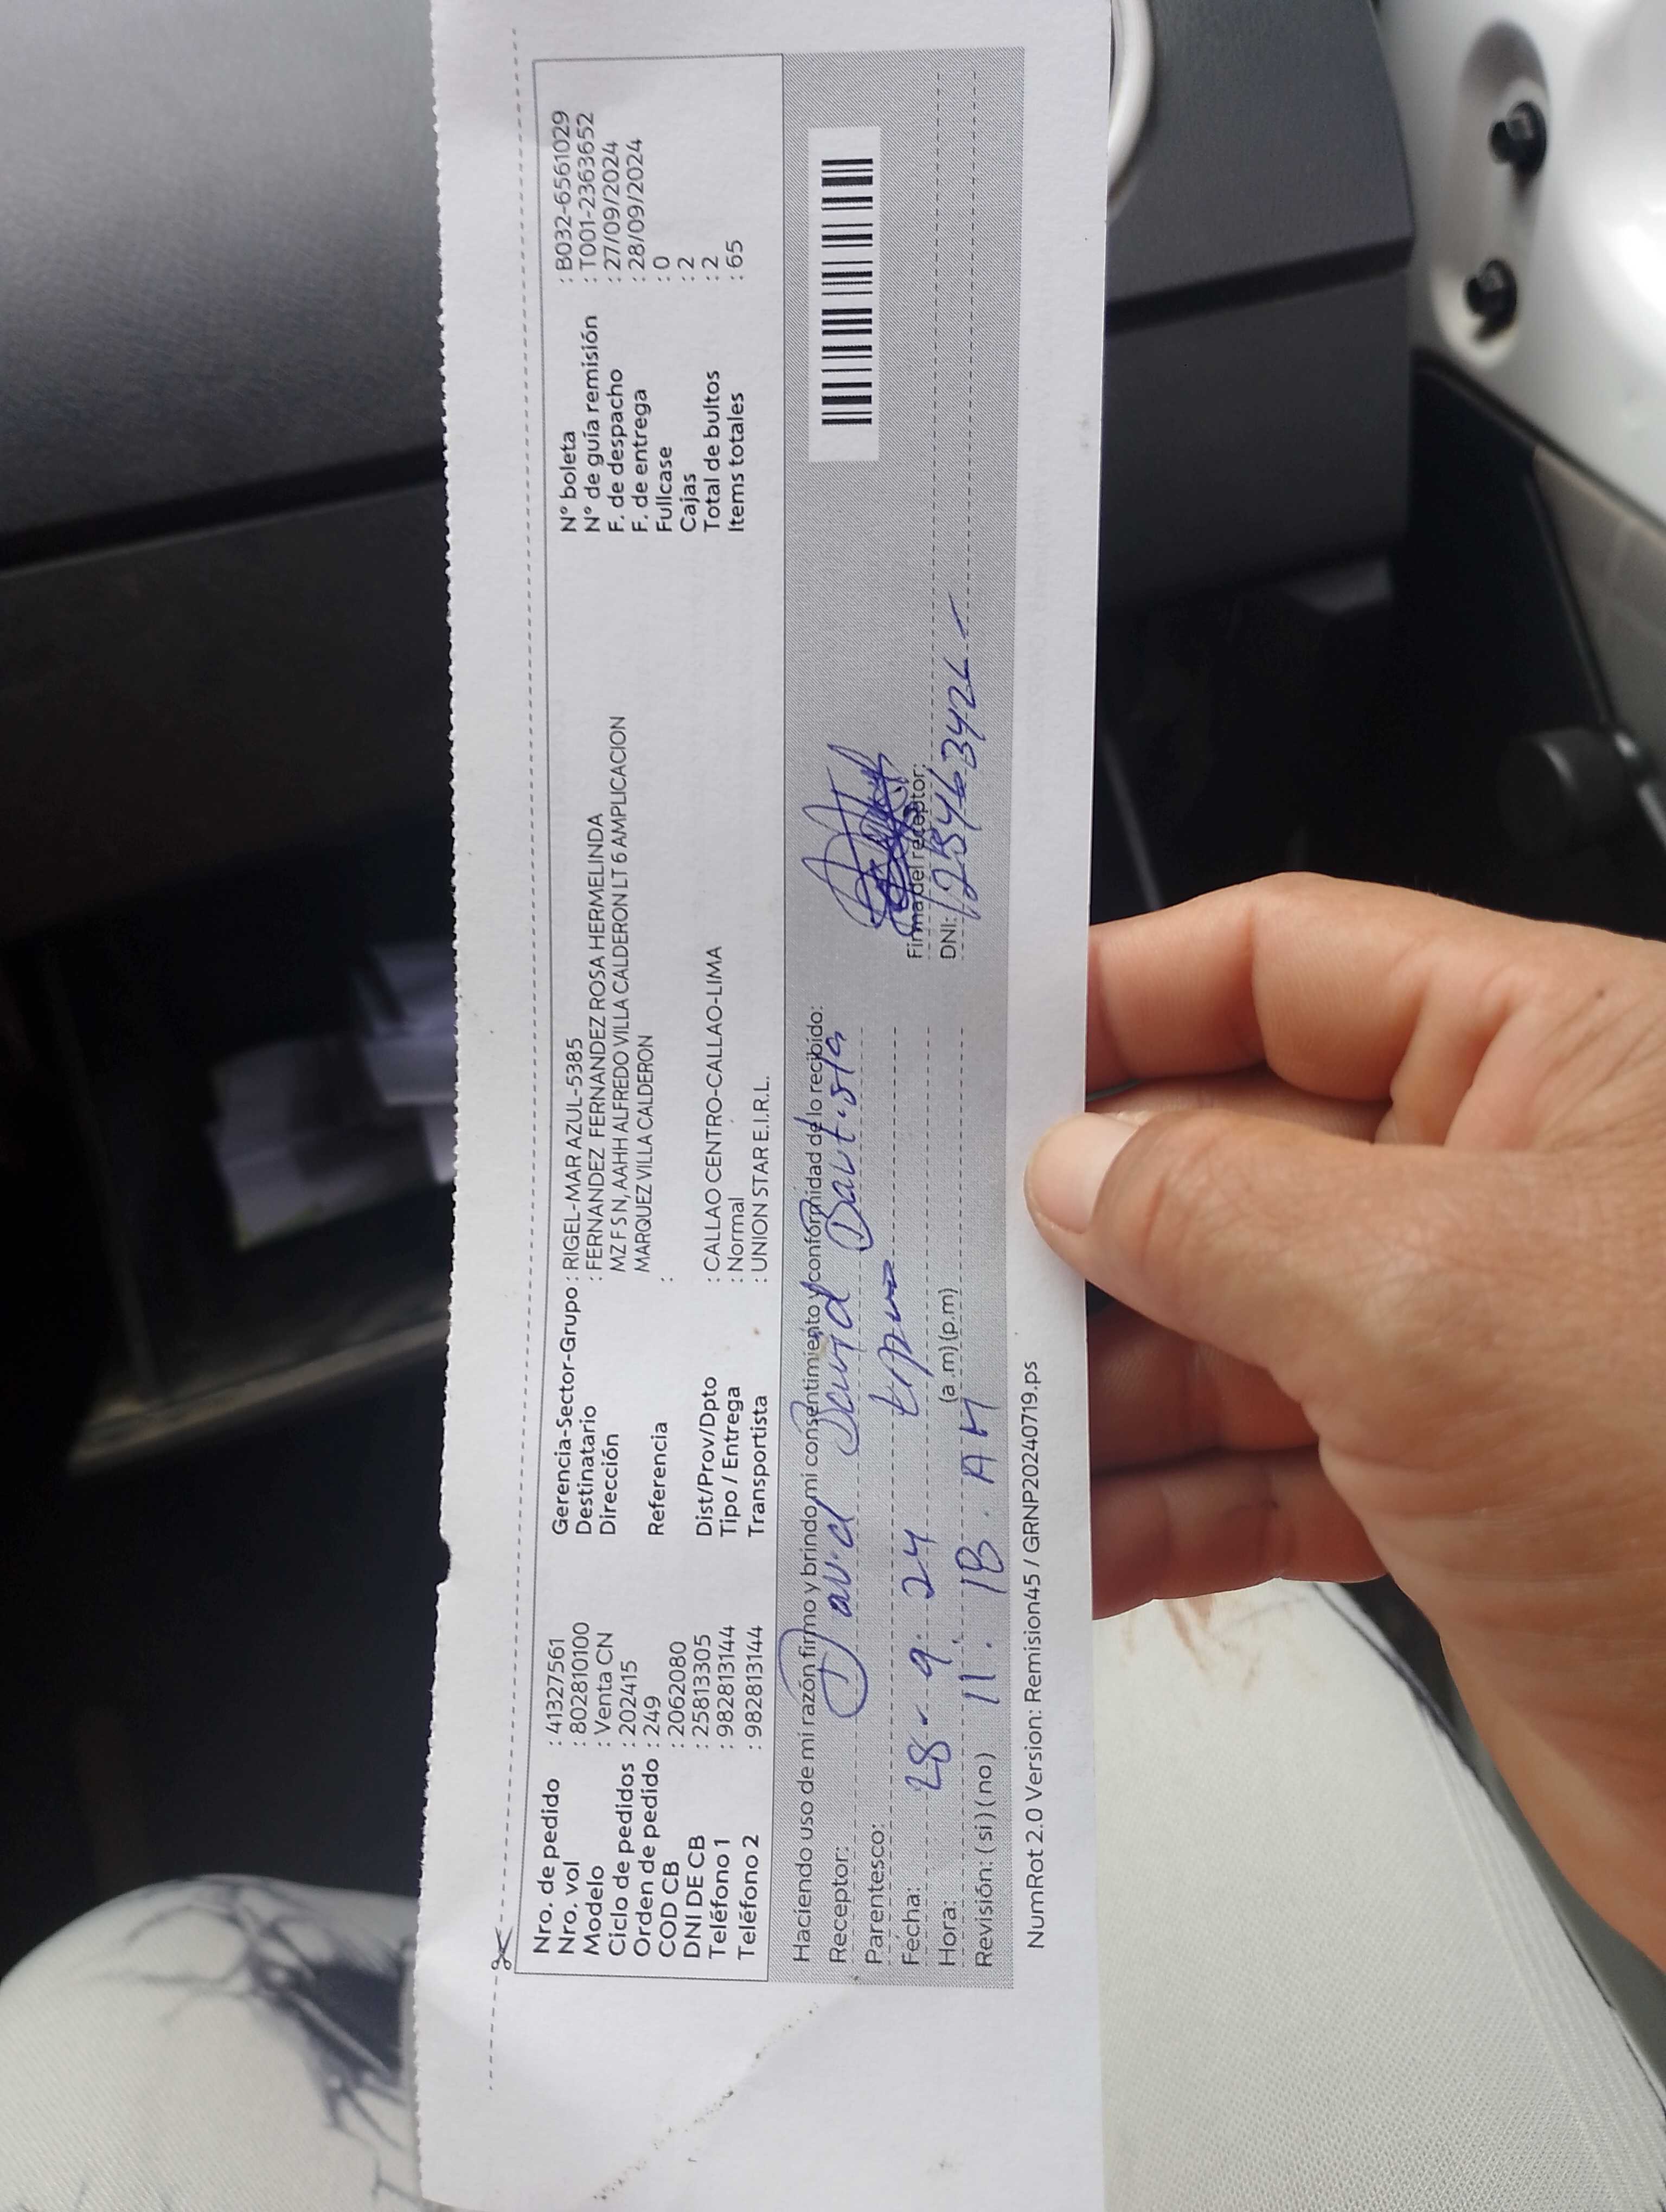 Nro. de pedido : 41327561
Nro. vol : 802810100
Modelo : Venta CN
Ciclo de pedidos : 202415
Orden de pedido : 249
COD CB : 2062080
DNI DE CB : 25813305
Teléfono 1 : 982813144
Teléfono 2 : 982813144
Gerencia-Sector-Grupo : RIGEL-MAR AZUL-5385
Destinatario : FERNANDEZ FERNANDEZ ROSA HERMELINDA
Dirección MZ F S N, AAHH ALFREDO VILLA CALDERON LT 6 AMPLICACION
MARQUEZ VILLA CALDERON
Referencia :
Dist/Prov/Dpto : CALLAO CENTRO-CALLAO-LIMA
Tipo / Entrega : Normal
Transportista : UNION STAR E.I.R.L.
N° boleta : B032-6561029
N° de guía remisión : T001-2363652
F. de despacho : 27/09/2024
F. de entrega : 28/09/2024
Fullcase : 0
Cajas : 2
Total de bultos : 2
Items totales : 65
Haciendo uso de mi razón firmo y brindo mi consentimiento y conformidad de lo recibido:
Receptor: David Bautista
Parentesco:
Fecha: 28 - 9. 24
Hora: 11. 18. AM (a.m) (p.m)
Revisión: ( si ) ( no )
Firma del receptor:
DNI:
NumRot 2.0 Version: Remision45 / GRNP20240719.ps